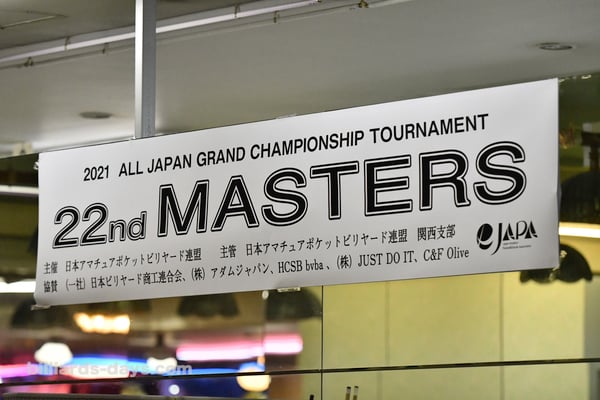 2021 ALL JAPAN GRAND CHAMPIONSHIP TOURNAMENT
22nd MASTERS
主催 日本アマチュアポケットビリヤード連盟 主管 日本アマチュアポケットビリヤード連盟 関西支部
協賛 (一社) 日本ビリヤード商工連合会、(株) アダムジャパン、HCSB bvba 、(株) JUST DO IT、C&F Olive
JAPA
billiards-days.com